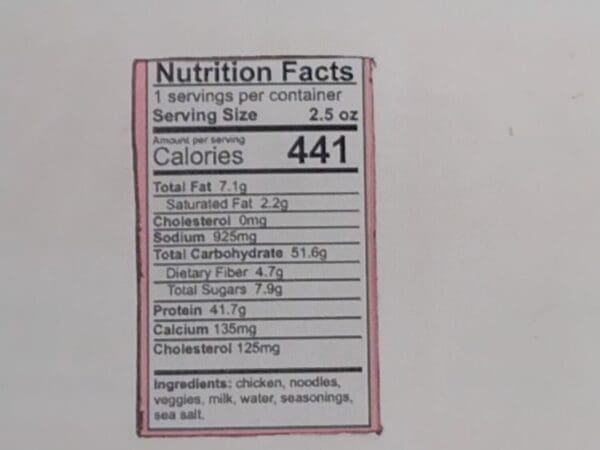 Nutrition Facts
1 servings per container
Serving Size 2.5 oz
Amount per serving
Calories 441
Total Fat 7.1g
Saturated Fat 2.2g
Cholesterol 0mg
Sodium 925mg
Total Carbohydrate 51.6g
Dietary Fiber 4.7g
Total Sugars 7.9g
Protein 41.7g
Calcium 135mg
Cholesterol 125mg
Ingredients: chicken, noodles,
veggies, milk, water, seasonings,
sea salt.